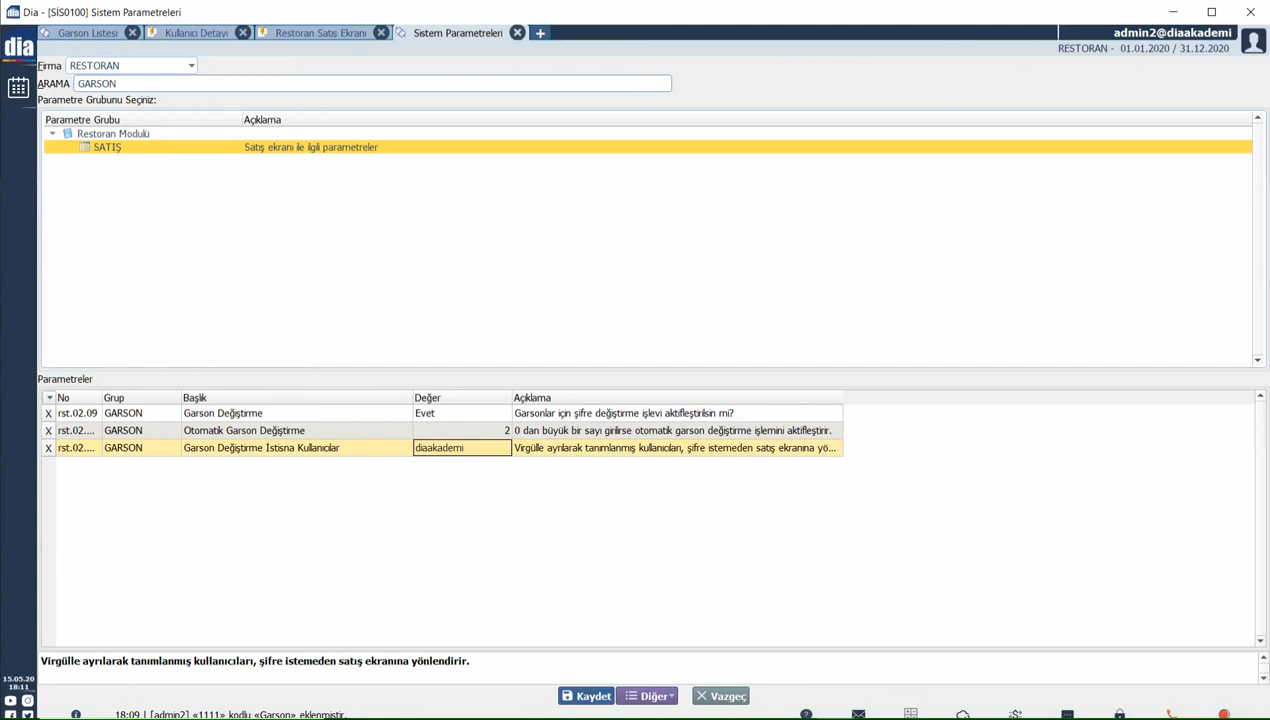 Dia - [SİS0100] Sistem Parametreleri
dia
Garson Listesi
Kullanıcı Detayı
Restoran Satış Ekranı
Sistem Parametreleri
admin2@diaakademi
RESTORAN - 01.01.2020 / 31.12.2020
Firma RESTORAN
ARAMA GARSON
Parametre Grubunu Seçiniz:
Parametre Grubu Açıklama
Restoran Modulü
SATIŞ Satış ekranı ile ilgili parametreler
Parametreler
No Grup Başlık Değer Açıklama
X rst.02.09 GARSON Garson Değiştirme Evet Garsonlar için şifre değiştirme işlevi aktifleştirilsin mi?
X rst.02.... GARSON Otomatik Garson Değiştirme 2 0 dan büyük bir sayı girilirse otomatik garson değiştirme işlemini aktifleştirir.
X rst.02.... GARSON Garson Değiştirme İstisna Kullanıcılar diaakademi Virgülle ayrılarak tanımlanmış kullanıcıları, şifre istemeden satış ekranına yö...
Virgülle ayrılarak tanımlanmış kullanıcıları, şifre istemeden satış ekranına yönlendirir.
15.05.20
18:11
Kaydet Diğer Vazgeç
18:09 | [admin2] «1111» kodlu «Garson» eklenmiştir.